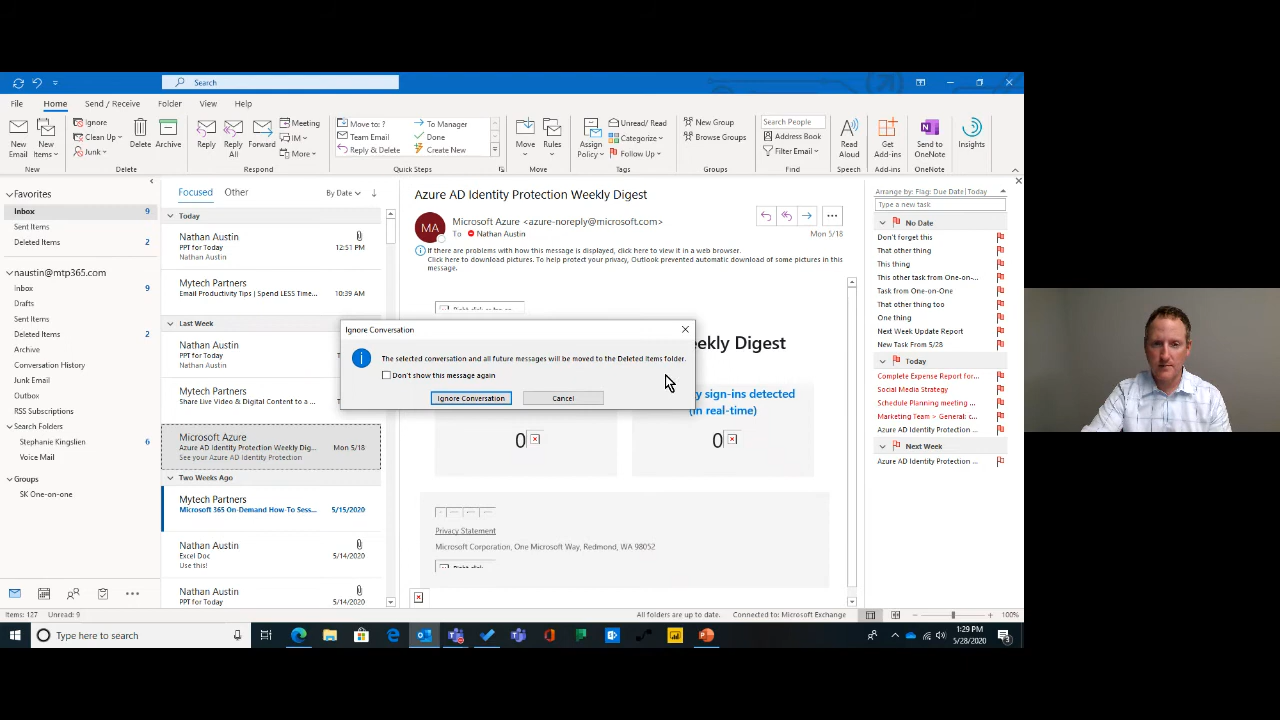 Search
File
Home
Send / Receive
Folder
View
Help
New
Email
New
Items
New
Ignore
Clean Up
Junk
Delete
Archive
Delete
Reply
Reply
All
Forward
Meeting
IM
More
Respond
Move to: ?
Team Email
Reply & Delete
To Manager
Done
Create New
Quick Steps
Move
Rules
Move
Assign
Policy
Unread/ Read
Categorize
Follow Up
Tags
New Group
Browse Groups
Groups
Search People
Address Book
Filter Email
Find
Read
Aloud
Speech
Get
Add-ins
Add-ins
Send to
OneNote
OneNote
Insights
Favorites
Inbox 9
Sent Items
Deleted Items 2
naustin@mtp365.com
Inbox 9
Drafts
Sent Items
Deleted Items 2
Archive
Conversation History
Junk Email
Outbox
RSS Subscriptions
Search Folders
Stephanie Kingslien 6
Voice Mail
Groups
SK One-on-one
Focused Other By Date
Today
Nathan Austin
PPT for Today 12:51 PM
Nathan Austin
Mytech Partners
Email Productivity Tips | Spend LESS Time... 10:39 AM
Last Week
Nathan Austin
PPT for Today
Nathan Austin
Mytech Partners
Share Live Video & Digital Content to a
Microsoft Azure
Azure AD Identity Protection Weekly Dig... Mon 5/18
See your Azure AD Identity Protection
Two Weeks Ago
Mytech Partners
Microsoft 365 On-Demand How-To Sess... 5/15/2020
Nathan Austin
Excel Doc 5/14/2020
Use this!
Nathan Austin
PPT for Today 5/14/2020
Azure AD Identity Protection Weekly Digest
MA
Microsoft Azure <azure-noreply@microsoft.com>
To Nathan Austin
Mon 5/18
If there are problems with how this message is displayed, click here to view it in a web browser.
Click here to download pictures. To help protect your privacy, Outlook prevented automatic download of some pictures in this
message.
ekly Digest
y sign-ins detected
(in real-time)
0
0
Privacy Statement
Microsoft Corporation, One Microsoft Way, Redmond, WA 98052
Ignore Conversation
The selected conversation and all future messages will be moved to the Deleted Items folder.
Don't show this message again
Ignore Conversation
Cancel
Arrange by: Flag: Due Date Today
Type a new task
No Date
Don't forget this
That other thing
This thing
This other task from One-on-...
Task from One-on-One
That other thing too
One thing
Next Week Update Report
New Task From 5/18
Today
Complete Expense Report for...
Social Media Strategy
Schedule Planning meeting ...
Marketing Team > General: c...
Azure AD Identity Protection ...
Next Week
Azure AD Identity Protection ...
Items: 127 Unread: 9
All folders are up to date. Connected to: Microsoft Exchange
100%
Type here to search
1:29 PM
5/28/2020
3